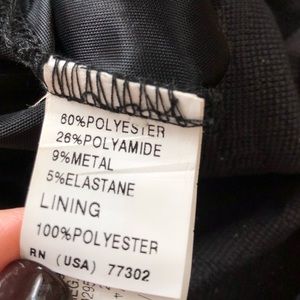 60%POLYESTER
26%POLYAMIDE
9%METAL
5%ELASTANE
LINING
100%POLYESTER
RN (USA) 77302